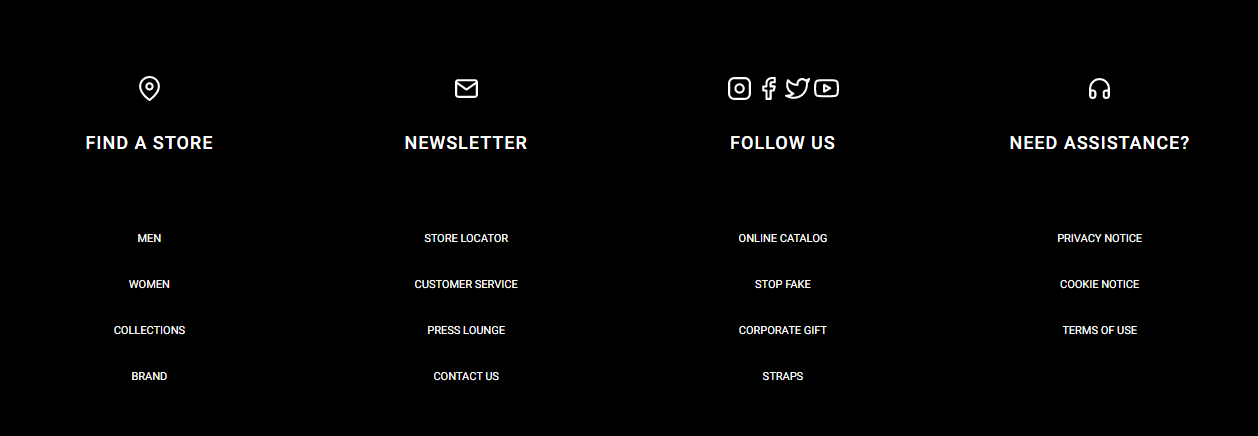 FIND A STORE
NEWSLETTER
FOLLOW US
NEED ASSISTANCE?
MEN
STORE LOCATOR
ONLINE CATALOG
PRIVACY NOTICE
WOMEN
CUSTOMER SERVICE
STOP FAKE
COOKIE NOTICE
COLLECTIONS
PRESS LOUNGE
CORPORATE GIFT
TERMS OF USE
BRAND
CONTACT US
STRAPS